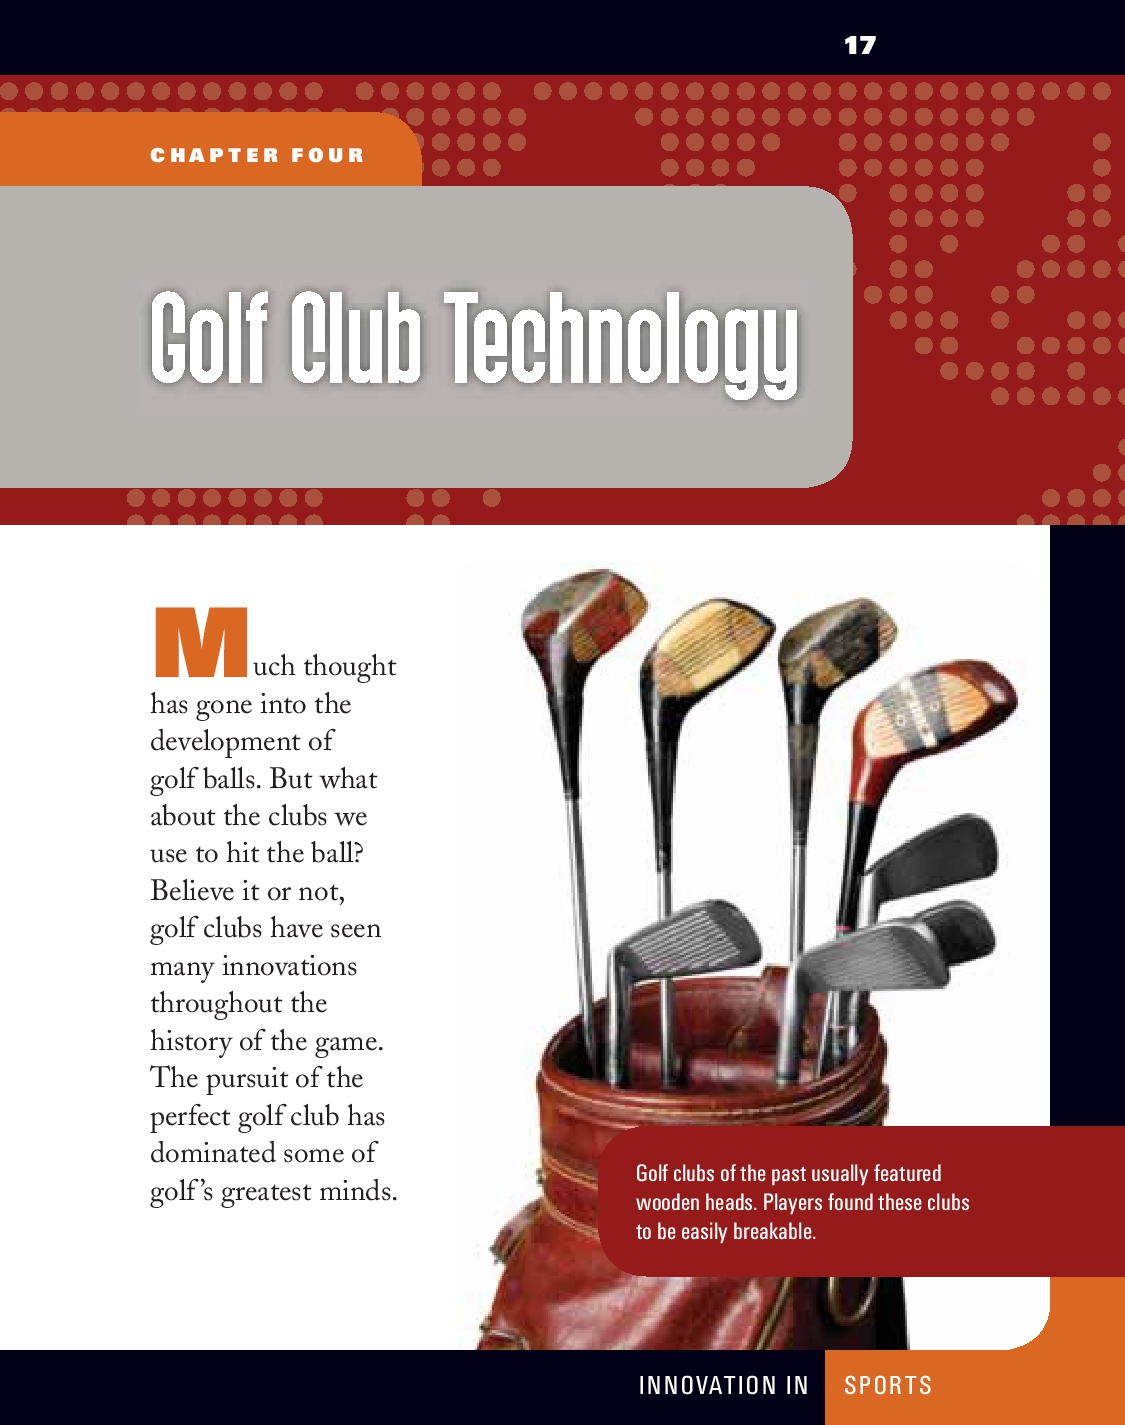 17
CHAPTER FOUR
Golf Club Technology
Much thought
has gone into the
development of
golf balls. But what
about the clubs we
use to hit the ball?
Believe it or not,
golf clubs have seen
many innovations
throughout the
history of the game.
The pursuit of the
perfect golf club has
dominated some of
golf's greatest minds.
Golf clubs of the past usually featured
wooden heads. Players found these clubs
to be easily breakable.
INNOVATION IN SPORTS